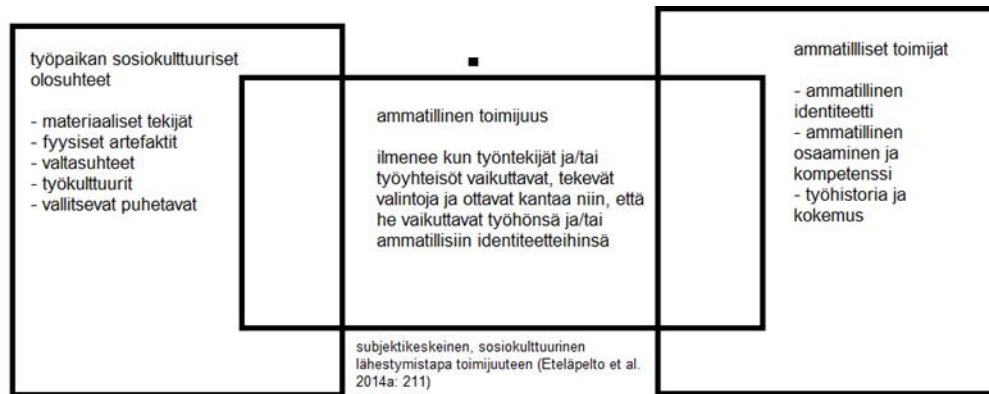 työpaikan sosiokulttuuriset
olosuhteet
- materiaaliset tekijät
- fyysiset artefaktit
- valtasuhteet
- työkulttuurit
- vallitsevat puhetavat
ammatillinen toimijuus
ilmenee kun työntekijät ja/tai
työyhteisöt vaikuttavat, tekevät
valintoja ja ottavat kantaa niin, että
he vaikuttavat työhönsä ja/tai
ammatillisiin identiteetteihinsä
subjektikeskeinen, sosiokulttuurinen
lähestymistapa toimijuuteen (Eteläpelto et al.
2014a: 211)
ammatillliset toimijat
- ammatillinen
identiteetti
- ammatillinen
osaaminen ja
kompetenssi
- työhistoria ja
kokemus